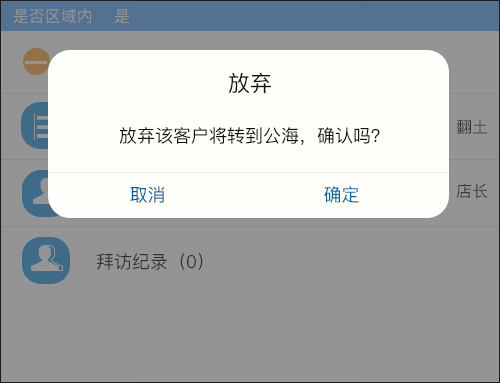 是否区域内 是
放弃
放弃该客户将转到公海，确认吗?
翻土
取消 确定
店长
拜访纪录（0）